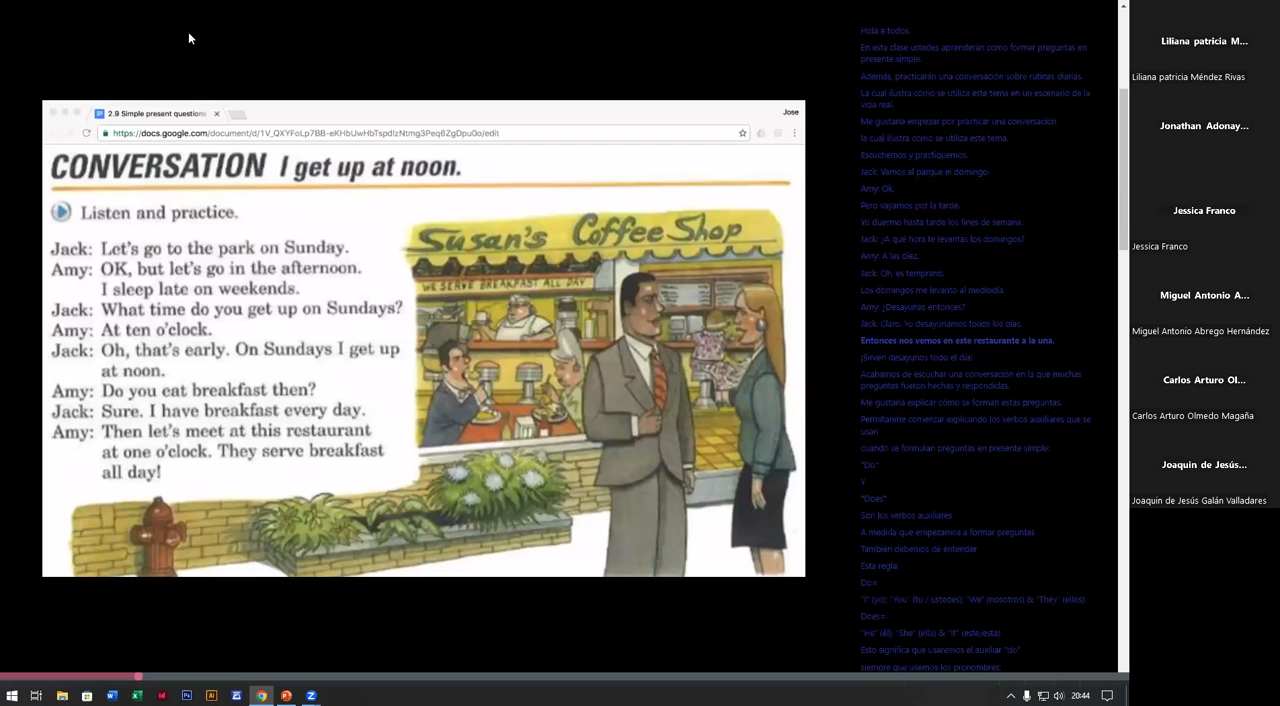 2.9 Simple present questions
Jose
https://docs.google.com/document/d/1V_QXYFoLp7BB-eKHbUwHbTspdIzNtmg3Peq6ZgDpu0o/edit
CONVERSATION I get up at noon.
Listen and practice.
Jack: Let's go to the park on Sunday.
Amy: OK, but let's go in the afternoon.
I sleep late on weekends.
Jack: What time do you get up on Sundays?
Amy: At ten o'clock.
Jack: Oh, that's early. On Sundays I get up
at noon.
Amy: Do you eat breakfast then?
Jack: Sure. I have breakfast every day.
Amy: Then let's meet at this restaurant
at one o'clock. They serve breakfast
all day!
Susan's Coffee Shop
WE SERVE BREAKFAST ALL DAY
Hola a todos.
En esta clase ustedes aprenderán como formar preguntas en
presente simple.
Además, practicarán una conversación sobre rutinas diarias.
La cual ilustra cómo se utiliza este tema en un escenario de la
vida real.
Me gustaría empezar por practicar una conversación
la cual ilustra como se utiliza este tema.
Escuchemos y practiquemos.
Jack: Vamos al parque el domingo.
Amy: Ok.
Pero vayamos por la tarde.
Yo duermo hasta tarde los fines de semana.
Jack: ¿A qué hora te levantas los domingos?
Amy: A las diez.
Jack: Oh, es temprano.
Los domingos me levanto al mediodía.
Amy: ¿Desayunas entonces?
Jack: Claro. Yo desayunamos todos los días.
Entonces nos vemos en este restaurante a la una.
¡Sirven desayunos todo el día!
Acabamos de escuchar una conversación en la que muchas
preguntas fueron hechas y respondidas.
Me gustaría explicar cómo se forman estas preguntas.
Permítanme comenzar explicando los verbos auxiliares que se
usan
cuando se formulan preguntas en presente simple:
"Do"
Y
"Does"
Son los verbos auxiliares
A medida que empezamos a formar preguntas
También debemos de entender
Esta regla:
Do=
"I" (yo); "You" (tu / ustedes); "We" (nosotros) & "They" (ellos).
Does=
"He" (él); "She" (ella) & "It" (este/esta).
Esto significa que usaremos el auxiliar "do"
siempre que usemos los pronombres:
Liliana patricia M...
Liliana patricia Méndez Rivas
Jonathan Adonay...
Jessica Franco
Jessica Franco
Miguel Antonio A...
Miguel Antonio Abrego Hernández
Carlos Arturo Ol...
Carlos Arturo Olmedo Magaña
Joaquin de Jesús...
Joaquin de Jesús Galán Valladares
20:44